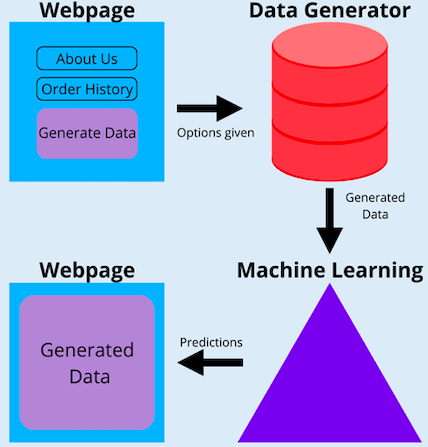 Webpage
Data Generator
About Us
Order History
Generate Data
Options given
Generated
Data
Webpage
Machine Learning
Predictions
Generated
Data